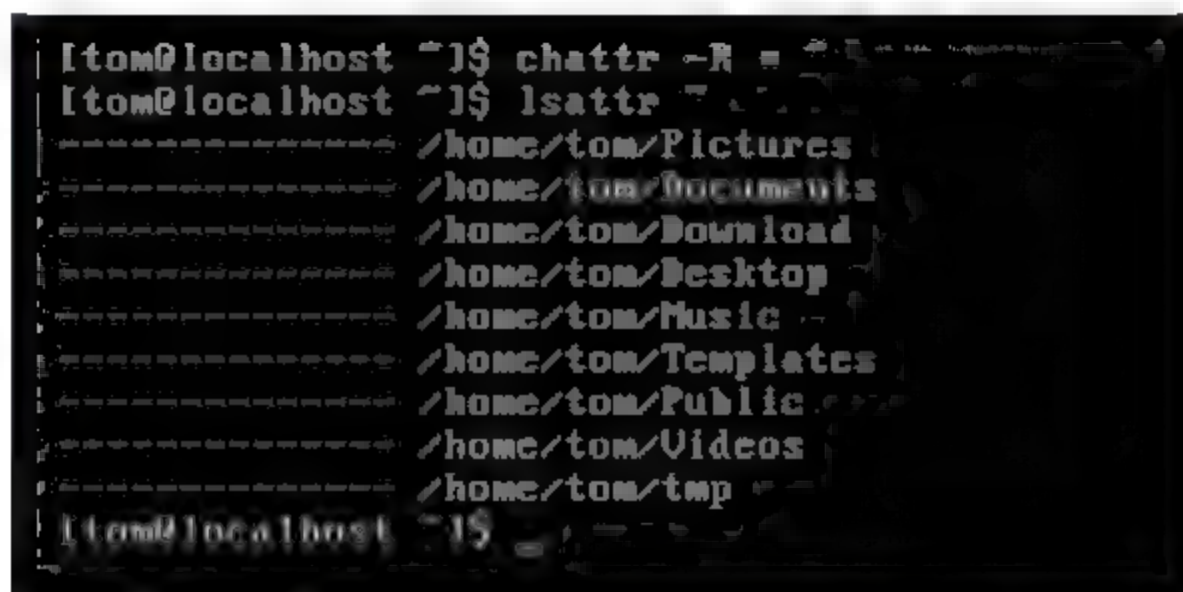 [tom@localhost ~]$ chattr -R =
[tom@localhost ~]$ lsattr
-------------- /home/tom/Pictures
-------------- /home/tom/Documents
-------------- /home/tom/Download
-------------- /home/tom/Desktop
-------------- /home/tom/Music
-------------- /home/tom/Templates
-------------- /home/tom/Public
-------------- /home/tom/Videos
-------------- /home/tom/tmp
[tom@localhost ~]$ _